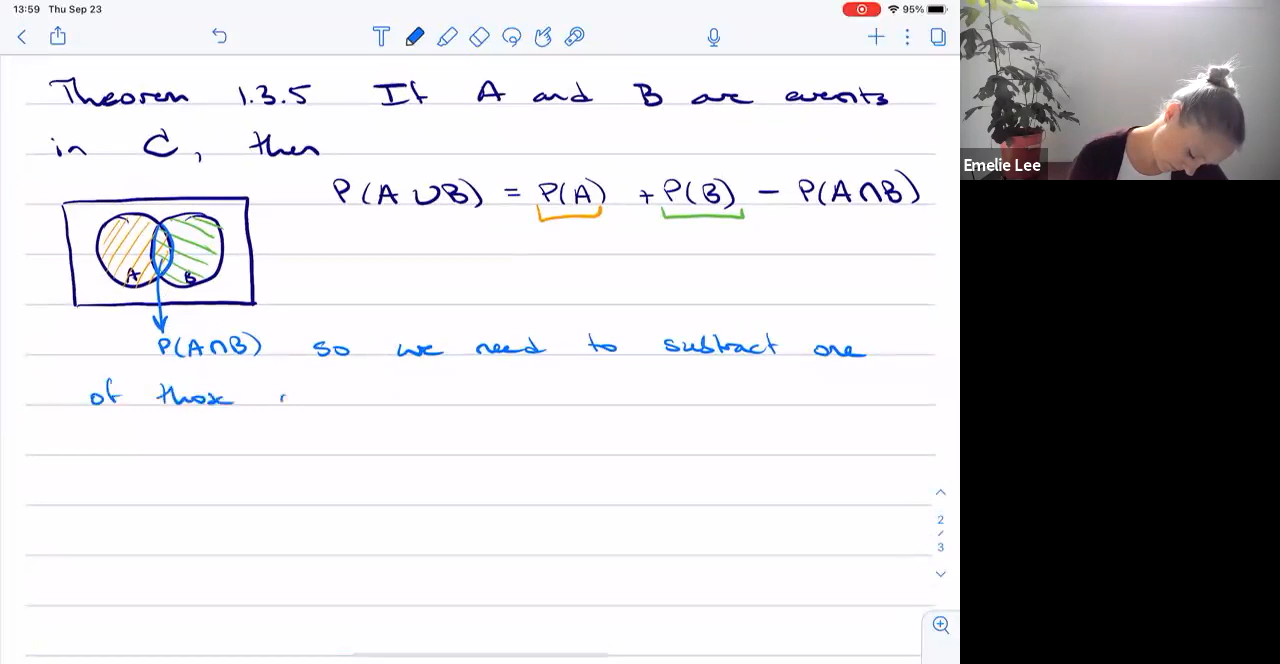 13:59 Thu Sep 23
95%
T
Theorem 1.3.5 If A and B are events
in C, then
P(A ∪ B) = P(A) + P(B) − P(A ∩ B)
A B
P(A ∩ B) so we need to subtract one
of those
Emelie Lee
2
/
3